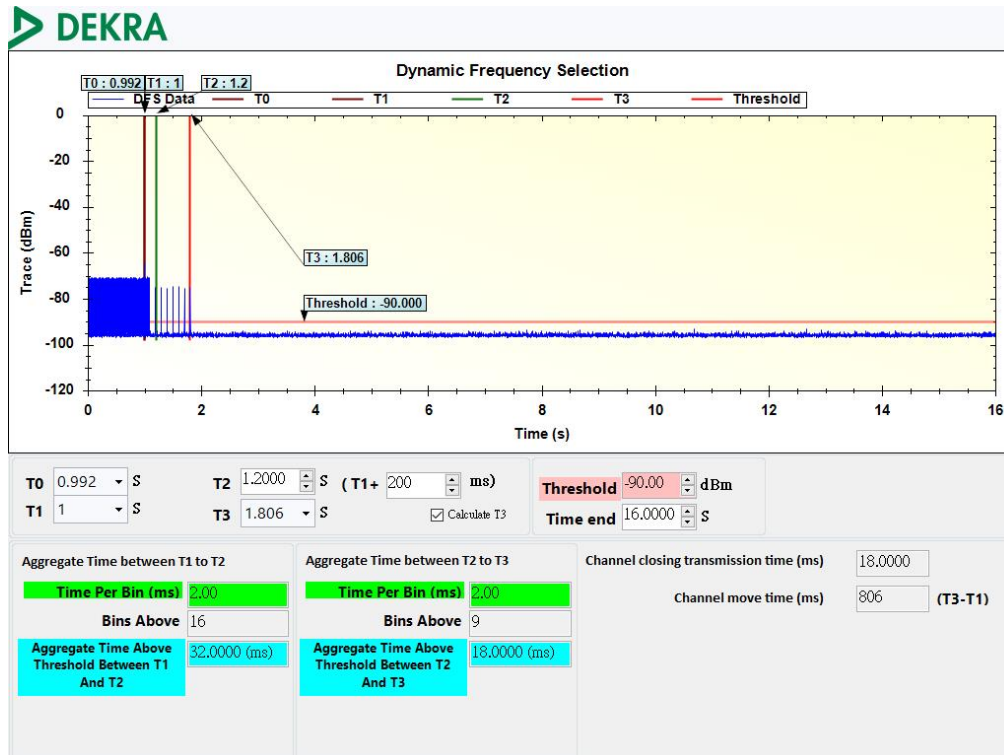 DEKRA
Dynamic Frequency Selection
T0 : 0.992 T1 : 1 T2 : 1.2
DFS Data T0 T1 T2 T3 Threshold
0
-20
-40
-60
-80
-100
-120
Trace (dBm)
T3 : 1.806
Threshold : -90.000
0 2 4 6 8 10 12 14 16
Time (s)
T0 0.992 S T2 1.2000 S (T1+ 200 ms) Threshold -90.00 dBm
T1 1 S T3 1.806 S Calculate T3 Time end 16.0000 S
Aggregate Time between T1 to T2
Time Per Bin (ms) 2.00
Bins Above 16
Aggregate Time Above
Threshold Between T1
And T2
32.0000 (ms)
Aggregate Time between T2 to T3
Time Per Bin (ms) 2.00
Bins Above 9
Aggregate Time Above
Threshold Between T2
And T3
18.0000 (ms)
Channel closing transmission time (ms) 18.0000
Channel move time (ms) 806 (T3-T1)